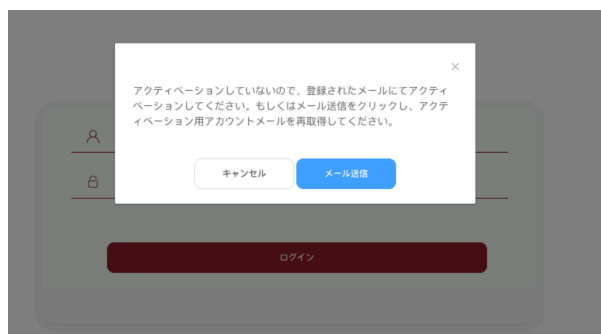 アクティベーションしていないので、登録されたメールにてアクティ
ベーションしてください。もしくはメール送信をクリックし、アクテ
ィベーション用アカウントメールを再取得してください。
キャンセル
メール送信
ログイン